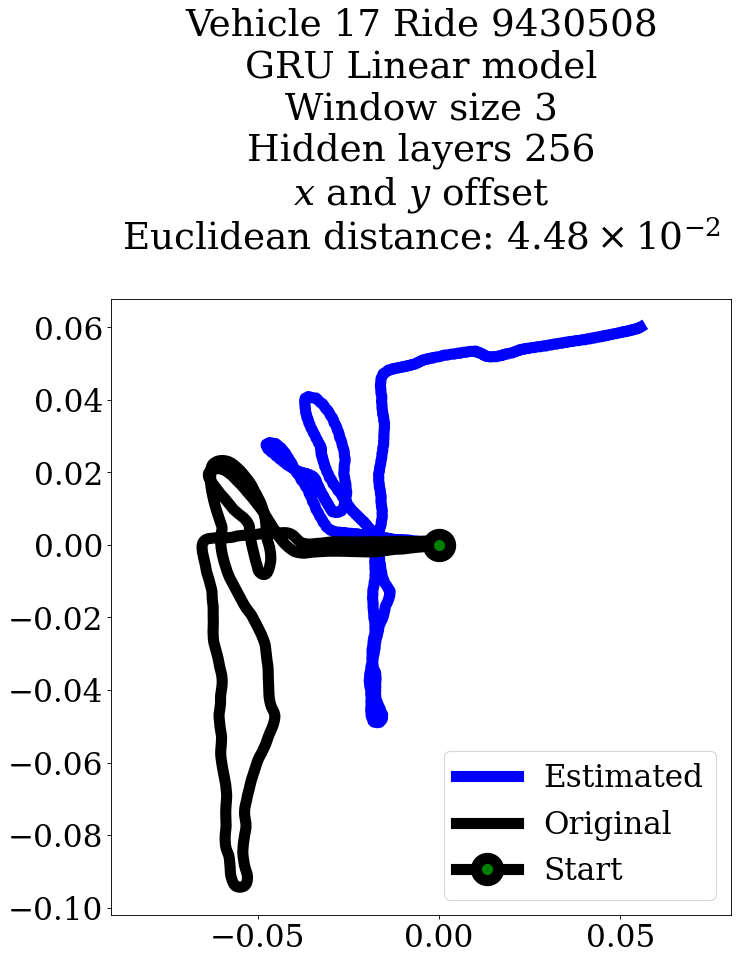 Vehicle 17 Ride 9430508
GRU Linear model
Window size 3
Hidden layers 256
x and y offset
Euclidean distance: 4.48 × 10⁻²
0.06
0.04
0.02
0.00
−0.02
−0.04
−0.06
−0.08
−0.10
−0.05
0.00
0.05
Estimated
Original
Start